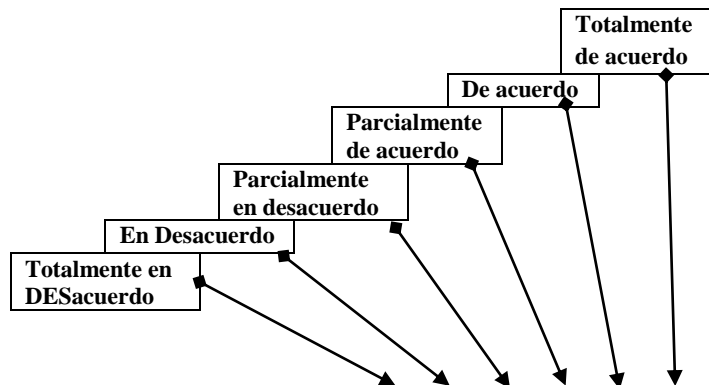 Totalmente
de acuerdo
De acuerdo
Parcialmente
de acuerdo
Parcialmente
en desacuerdo
En Desacuerdo
Totalmente en
DESacuerdo